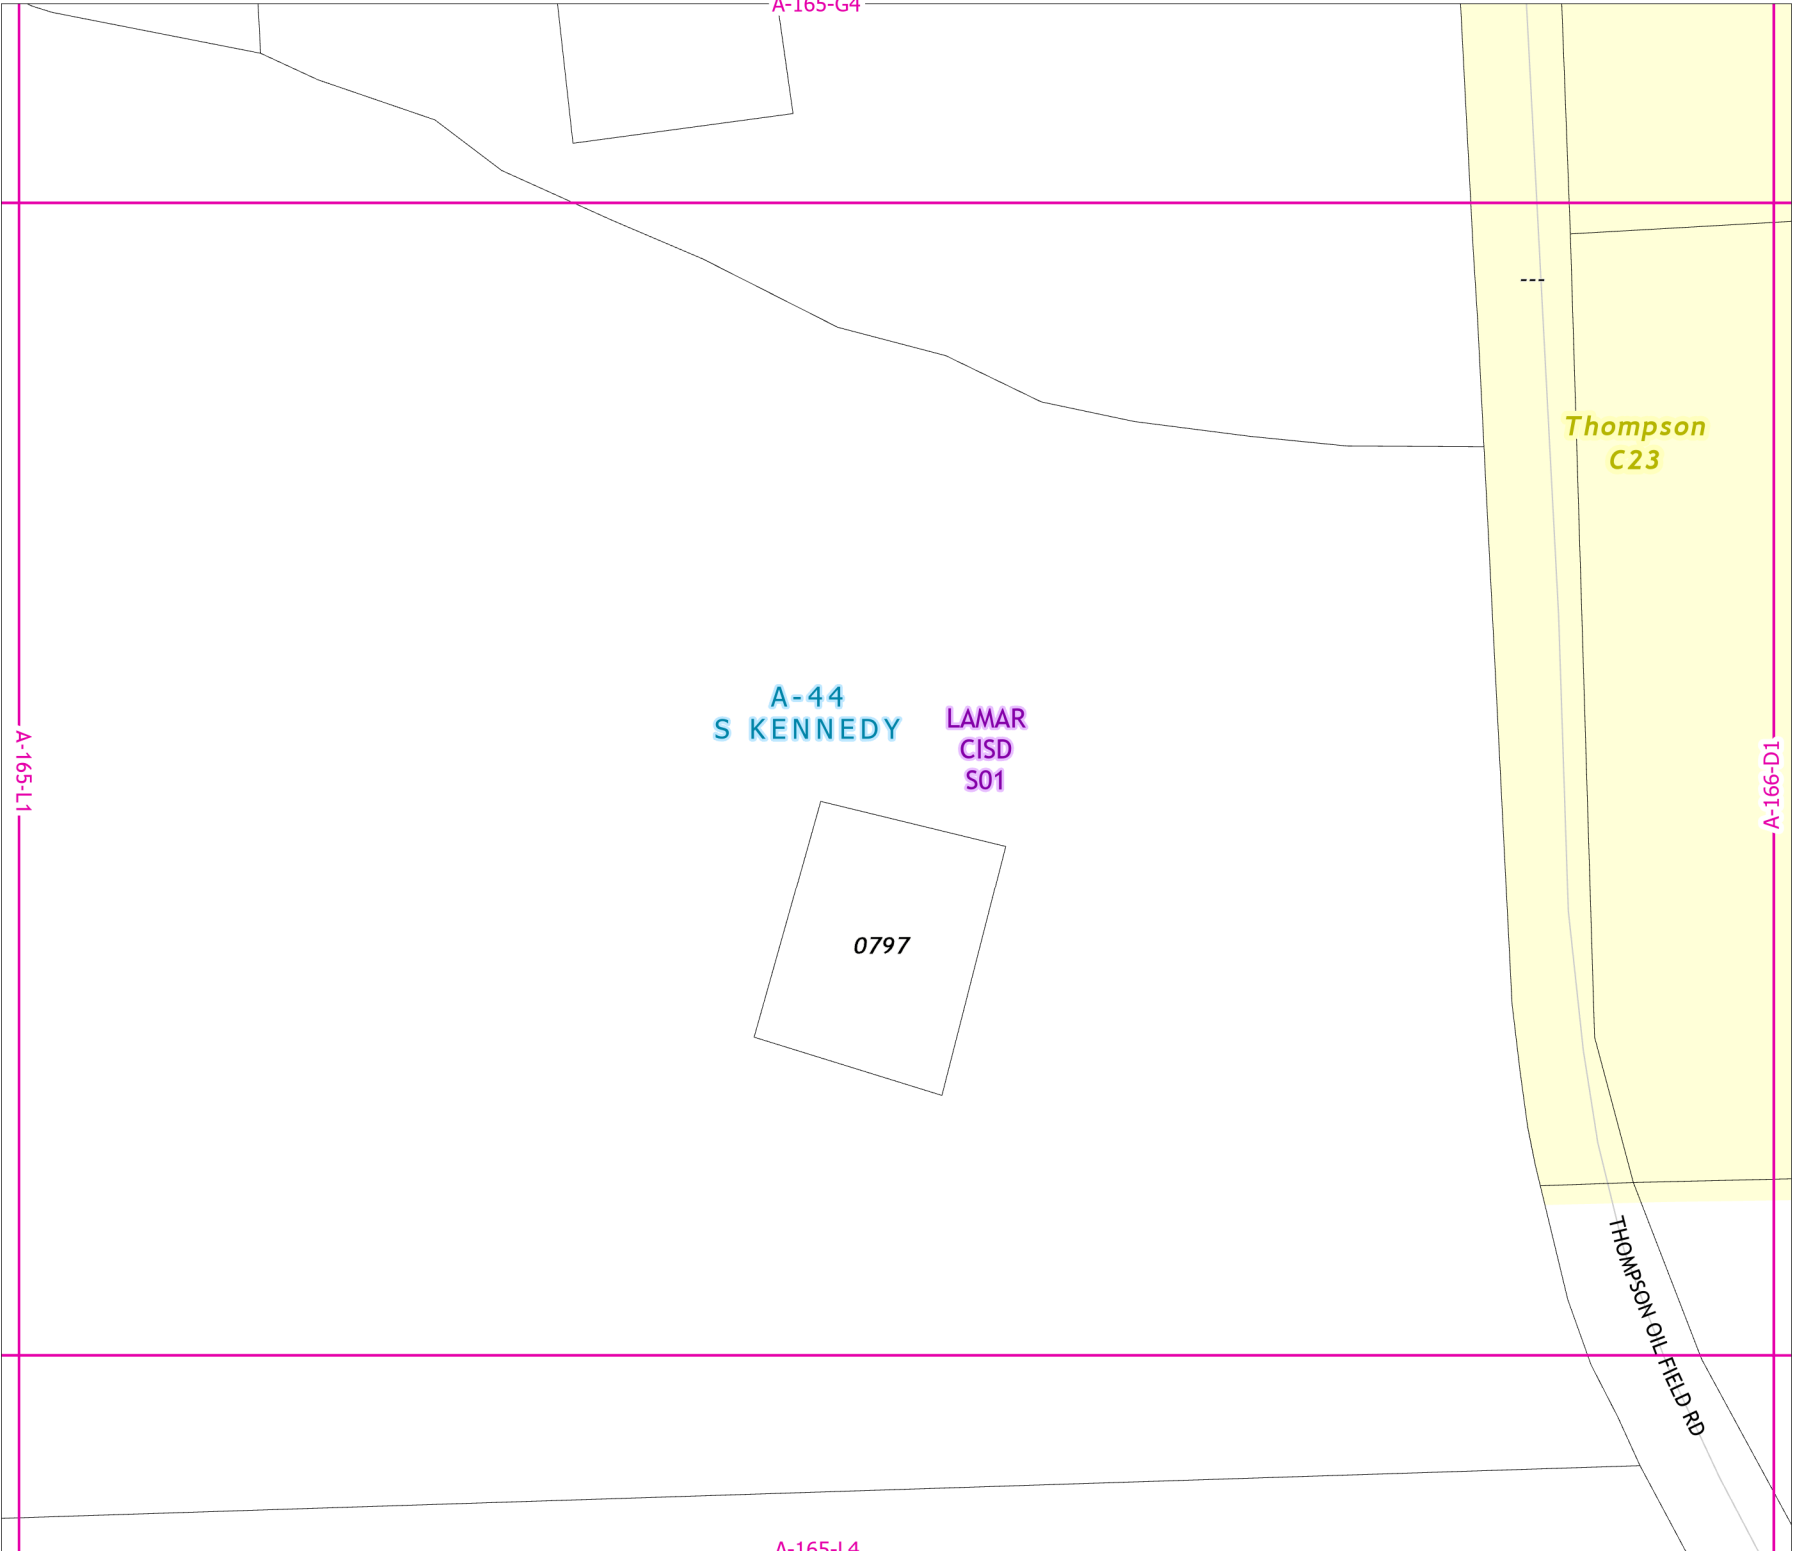 A-165-G4
---
Thompson
C23
A-44
S KENNEDY
LAMAR
CISD
S01
A-165-L1
A-166-D1
0797
THOMPSON OIL FIELD RD
A-165-L4